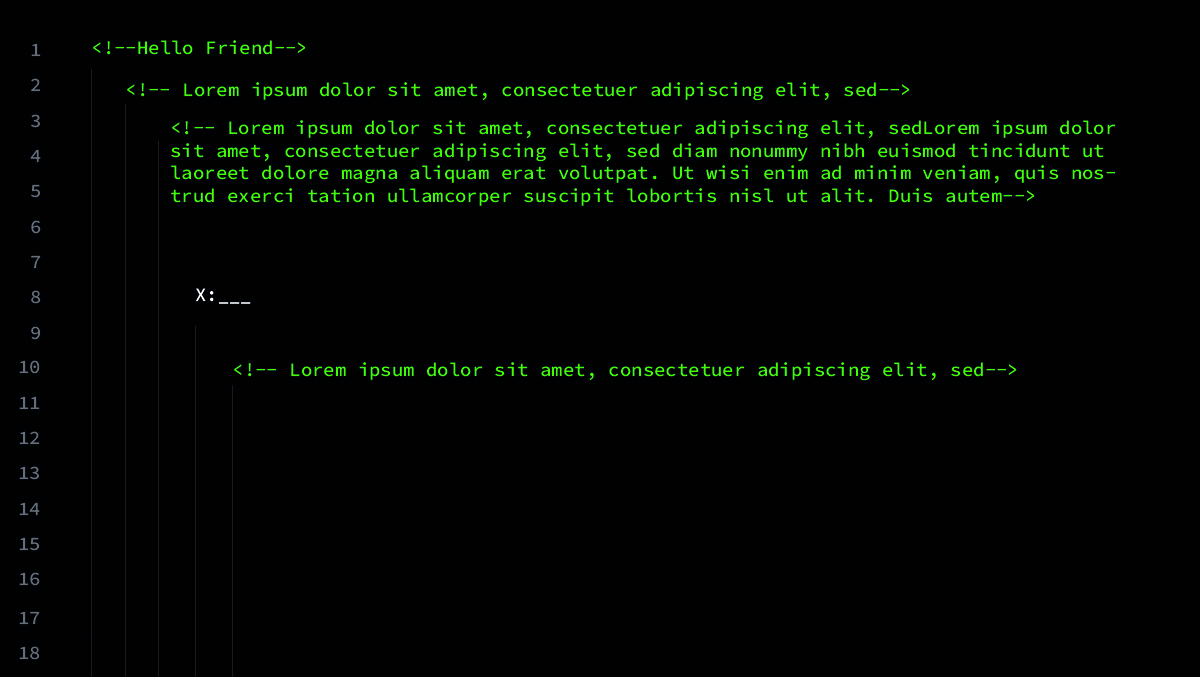 1 <!--Hello Friend-->
2 <!-- Lorem ipsum dolor sit amet, consectetuer adipiscing elit, sed-->
3 <!-- Lorem ipsum dolor sit amet, consectetuer adipiscing elit, sedLorem ipsum dolor
4 sit amet, consectetuer adipiscing elit, sed diam nonummy nibh euismod tincidunt ut
laoreet dolore magna aliquam erat volutpat. Ut wisi enim ad minim veniam, quis nos-
5 trud exerci tation ullamcorper suscipit lobortis nisl ut alit. Duis autem-->
6
7
8 X:___
9
10 <!-- Lorem ipsum dolor sit amet, consectetuer adipiscing elit, sed-->
11
12
13
14
15
16
17
18